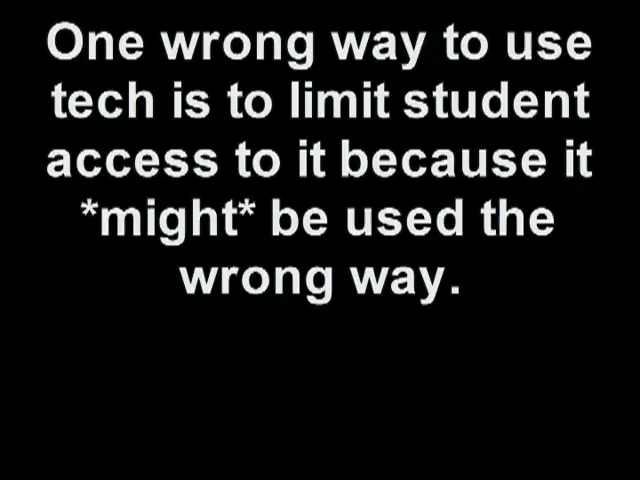 One wrong way to use
tech is to limit student
access to it because it
*might* be used the
wrong way.